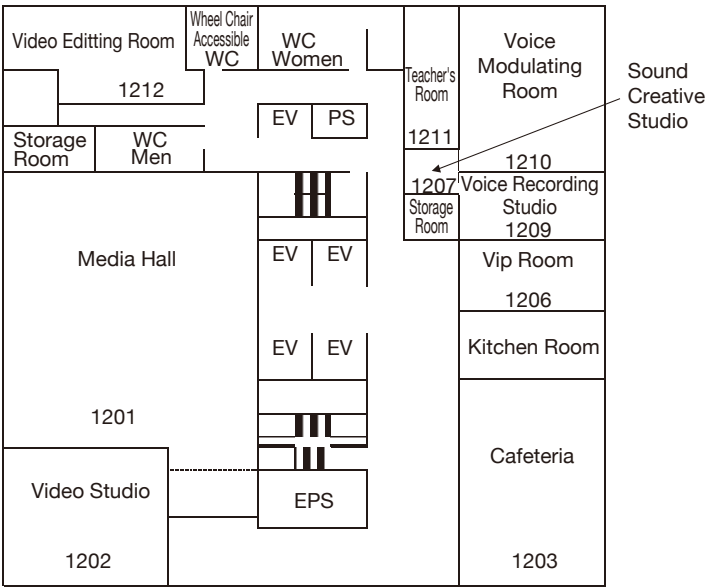 Video Editting Room
1212
Wheel Chair
Accessible
WC
WC
Women
Teacher's
Room
1211
Voice
Modulating
Room
1210
Sound
Creative
Studio
EV
PS
Storage
Room
WC
Men
1207
Storage
Room
Voice Recording
Studio
1209
Media Hall
1201
EV
EV
Vip Room
1206
EV
EV
Kitchen Room
Cafeteria
1203
Video Studio
1202
EPS